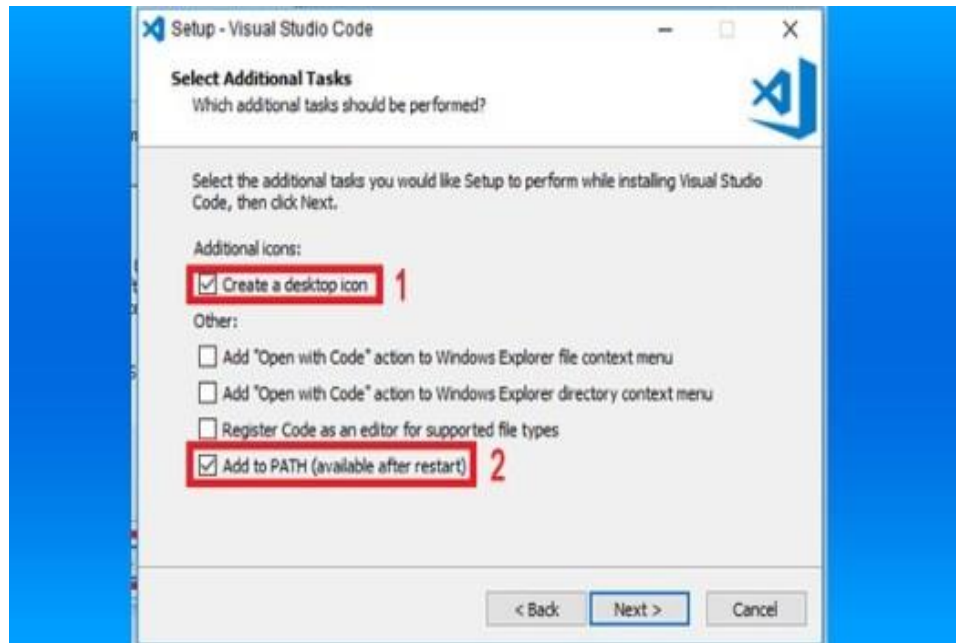 Setup - Visual Studio Code
Select Additional Tasks
Which additional tasks should be performed?
Select the additional tasks you would like Setup to perform while installing Visual Studio
Code, then click Next.
Additional icons:
Create a desktop icon 1
Other:
Add "Open with Code" action to Windows Explorer file context menu
Add "Open with Code" action to Windows Explorer directory context menu
Register Code as an editor for supported file types
Add to PATH (available after restart) 2
< Back Next > Cancel